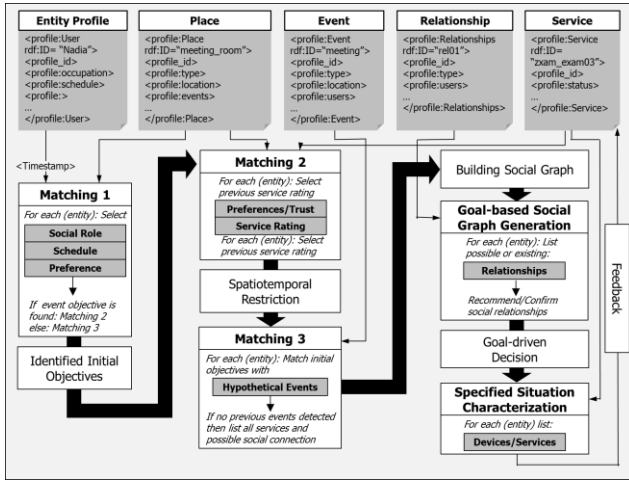 Entity Profile
<profile:User
rdf:ID= “Nadia”>
<profile_id>
<profile:occupation>
<profile:schedule>
<profile:>
...
</profile:User>
Place
<profile:Place
rdf:ID=“meeting_room”>
<profile_id>
<profile:type>
<profile:location>
<profile:events>
...
</profile:Place>
Event
<profile:Event
rdf:ID=“meeting”>
<profile_id>
<profile:type>
<profile:location>
<profile:users>
...
</profile:Event>
Relationship
<profile:Relationships
rdf:ID=“rel01”>
<profile_id>
<profile:type>
<profile:users>
...
</profile:Relationships>
Service
<profile:Service
rdf:ID=
“zxam_exam03”>
<profile_id>
<profile:status>
...
</profile:Service>
<Timestamp>
Matching 1
For each (entity): Select
Social Role
Schedule
Preference
If event objective is
found: Matching 2
else: Matching 3
Identified Initial
Objectives
Matching 2
For each (entity): Select
previous service rating
Preferences/Trust
Service Rating
For each (entity): Select
previous service rating
Spatiotemporal
Restriction
Matching 3
For each (entity): Match initial
objectives with
Hypothetical Events
If no previous events detected
then list all services and
possible social connection
Building Social Graph
Goal-based Social
Graph Generation
For each (entity): List
possible or existing:
Relationships
Recommend/Confirm
social relationships
Goal-driven
Decision
Specified Situation
Characterization
For each (entity) list:
Devices/Services
Feedback